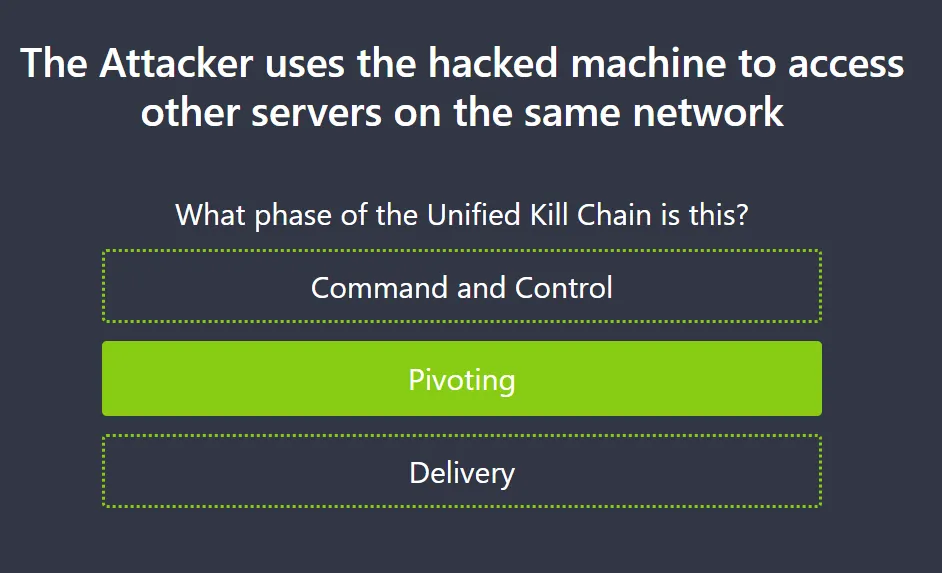 The Attacker uses the hacked machine to access
other servers on the same network
What phase of the Unified Kill Chain is this?
Command and Control
Pivoting
Delivery